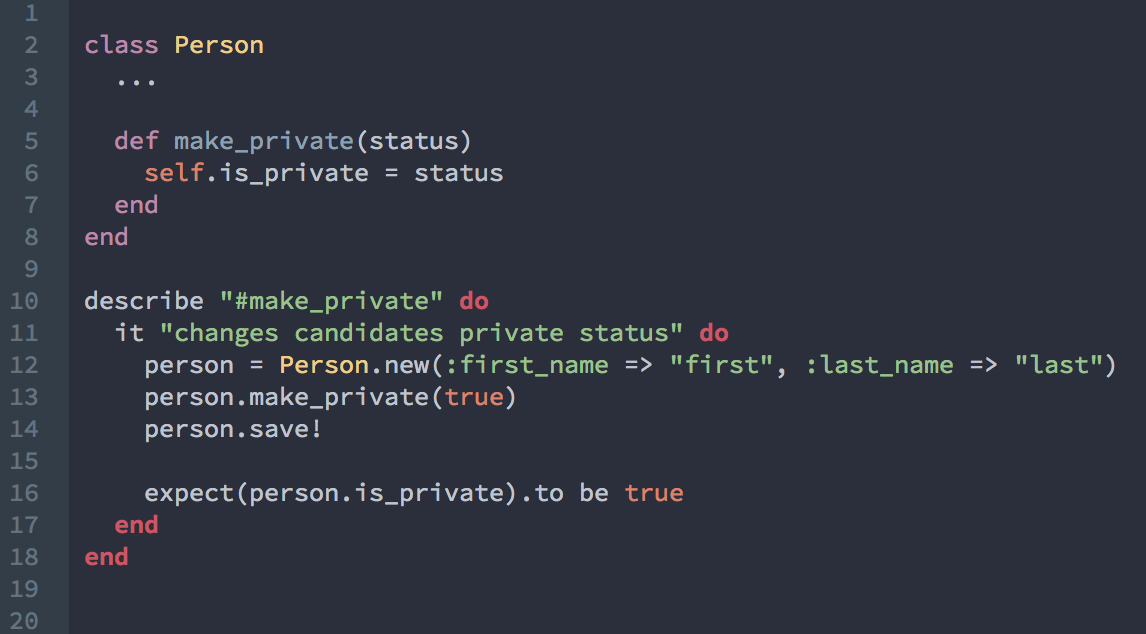 1
2 class Person
3   ...
4
5   def make_private(status)
6     self.is_private = status
7   end
8 end
9
10 describe "#make_private" do
11   it "changes candidates private status" do
12     person = Person.new(:first_name => "first", :last_name => "last")
13     person.make_private(true)
14     person.save!
15
16     expect(person.is_private).to be true
17   end
18 end
19
20